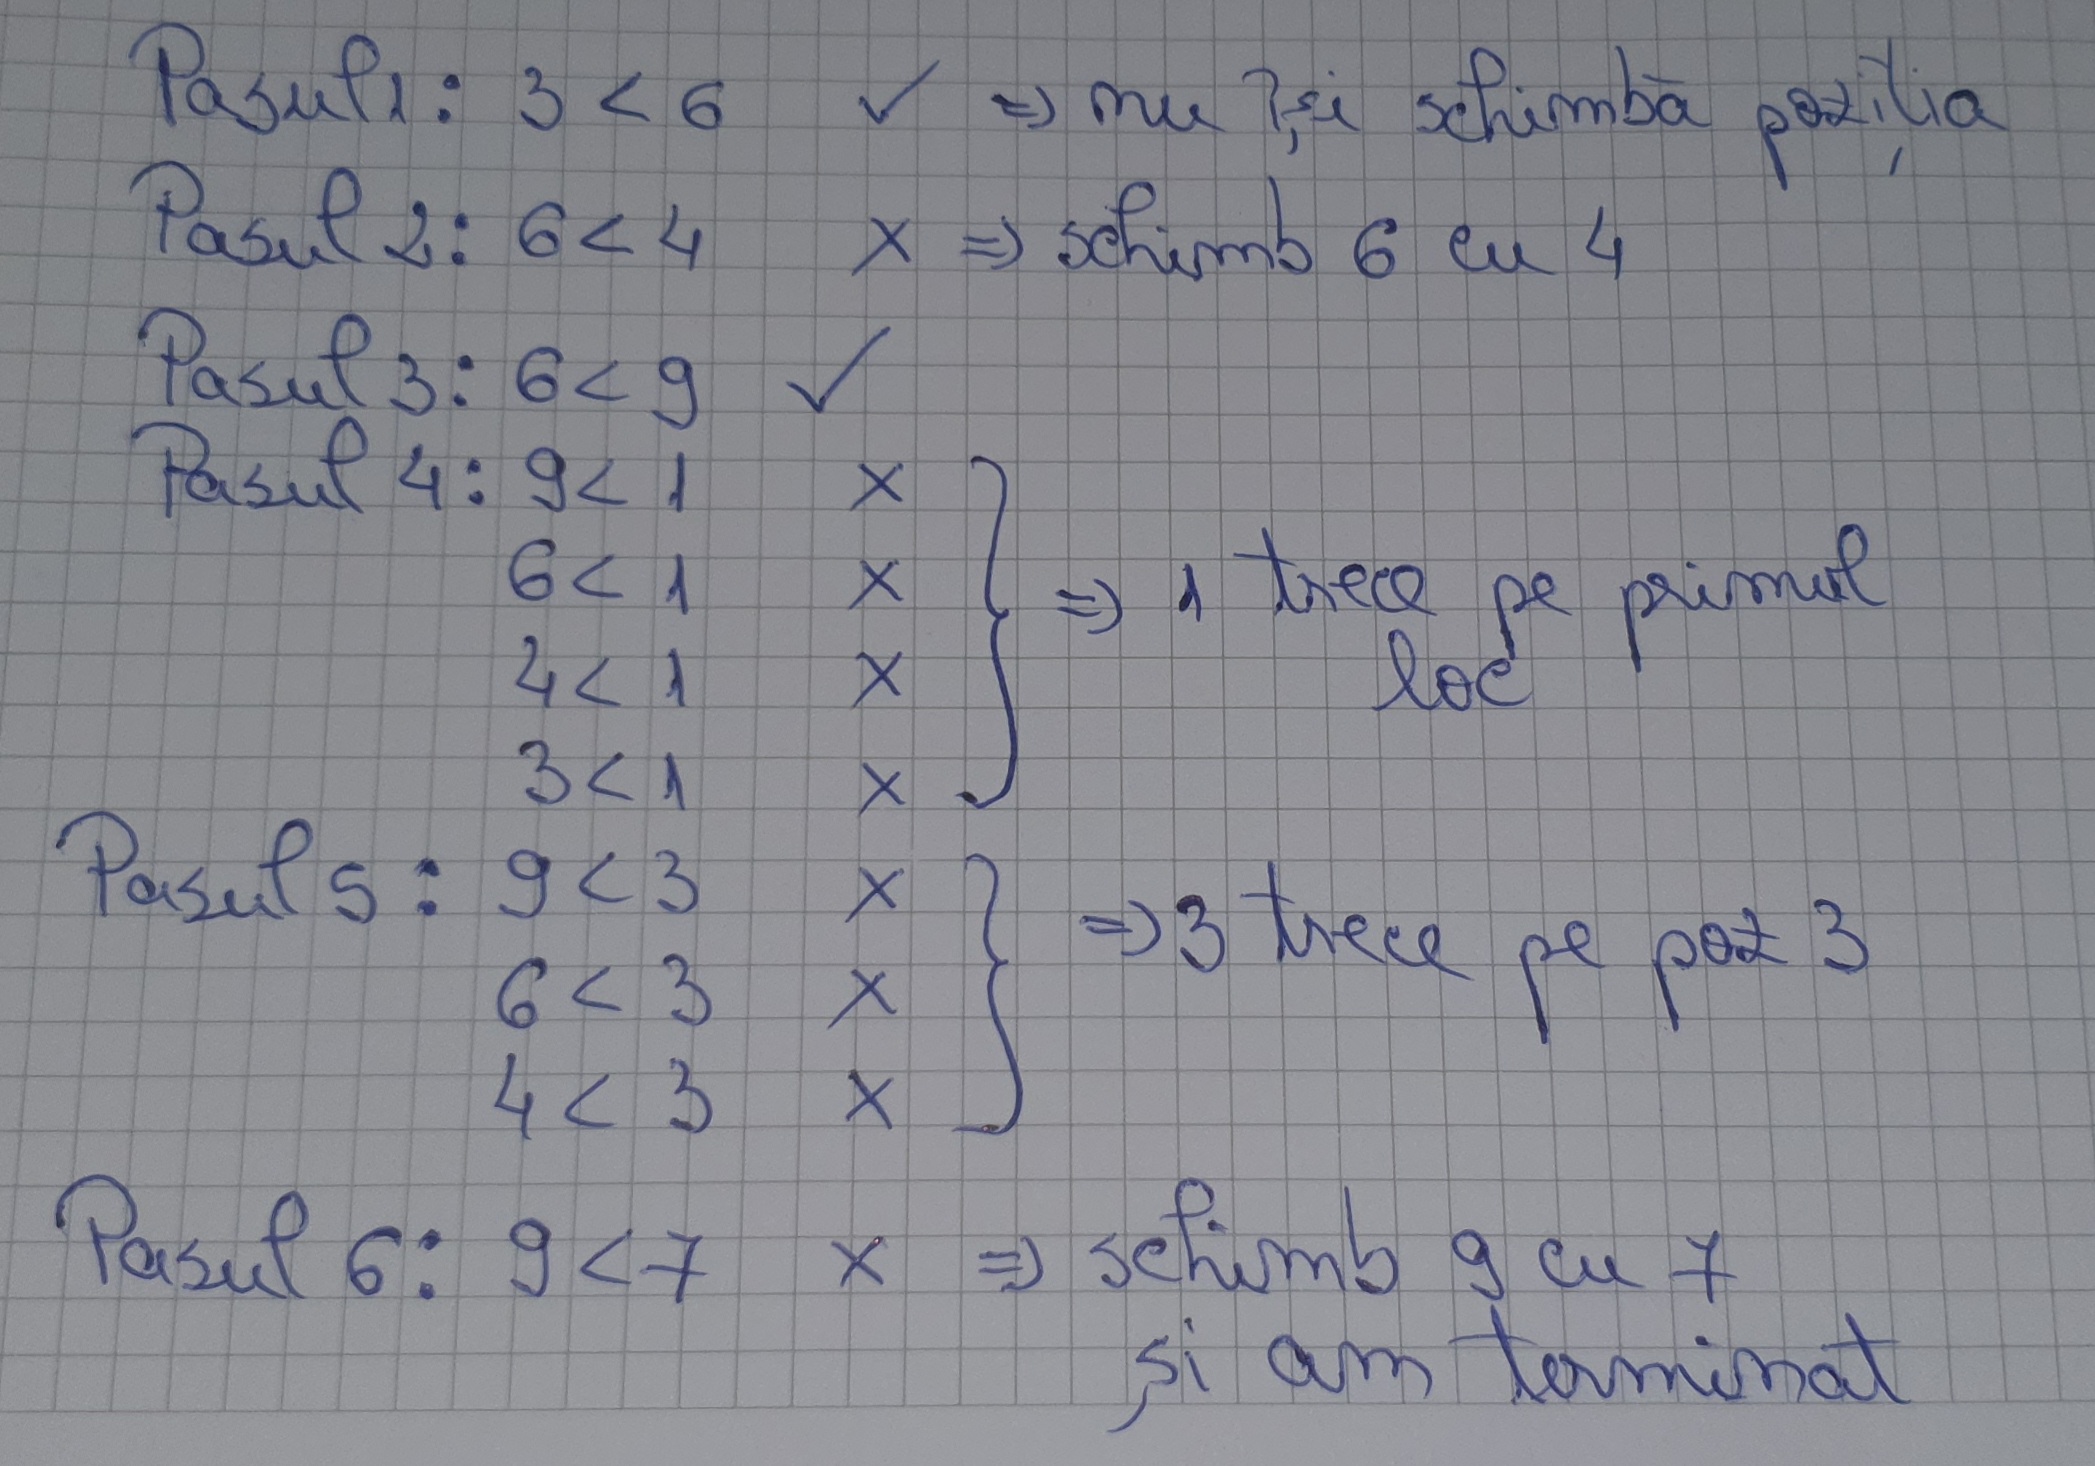 Pasul 1: 3 < 6 ✓ => nu își schimbă poziția
Pasul 2: 6 < 4 x => schimb 6 cu 4
Pasul 3: 6 < 9 ✓
Pasul 4: 9 < 1 x
6 < 1 x => 1 trece pe primul
4 < 1 x loc
3 < 1 x
Pasul 5: 9 < 3 x
=> 3 trece pe poz 3
6 < 3 x
4 < 3 x
Pasul 6: 9 < 7 x => schimb 9 cu 7
și am terminat